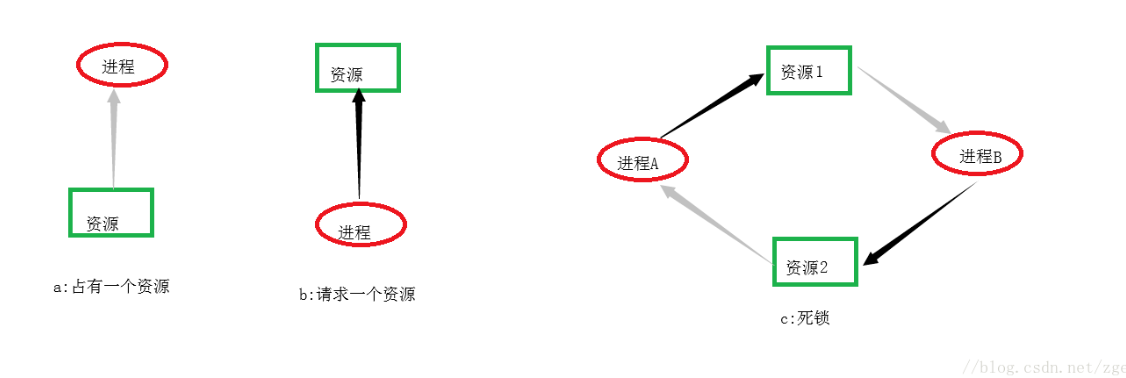 进程
资源
a:占有一个资源
资源
进程
b:请求一个资源
资源1
进程A
进程B
资源2
c:死锁
//blog.csdn.net/zge